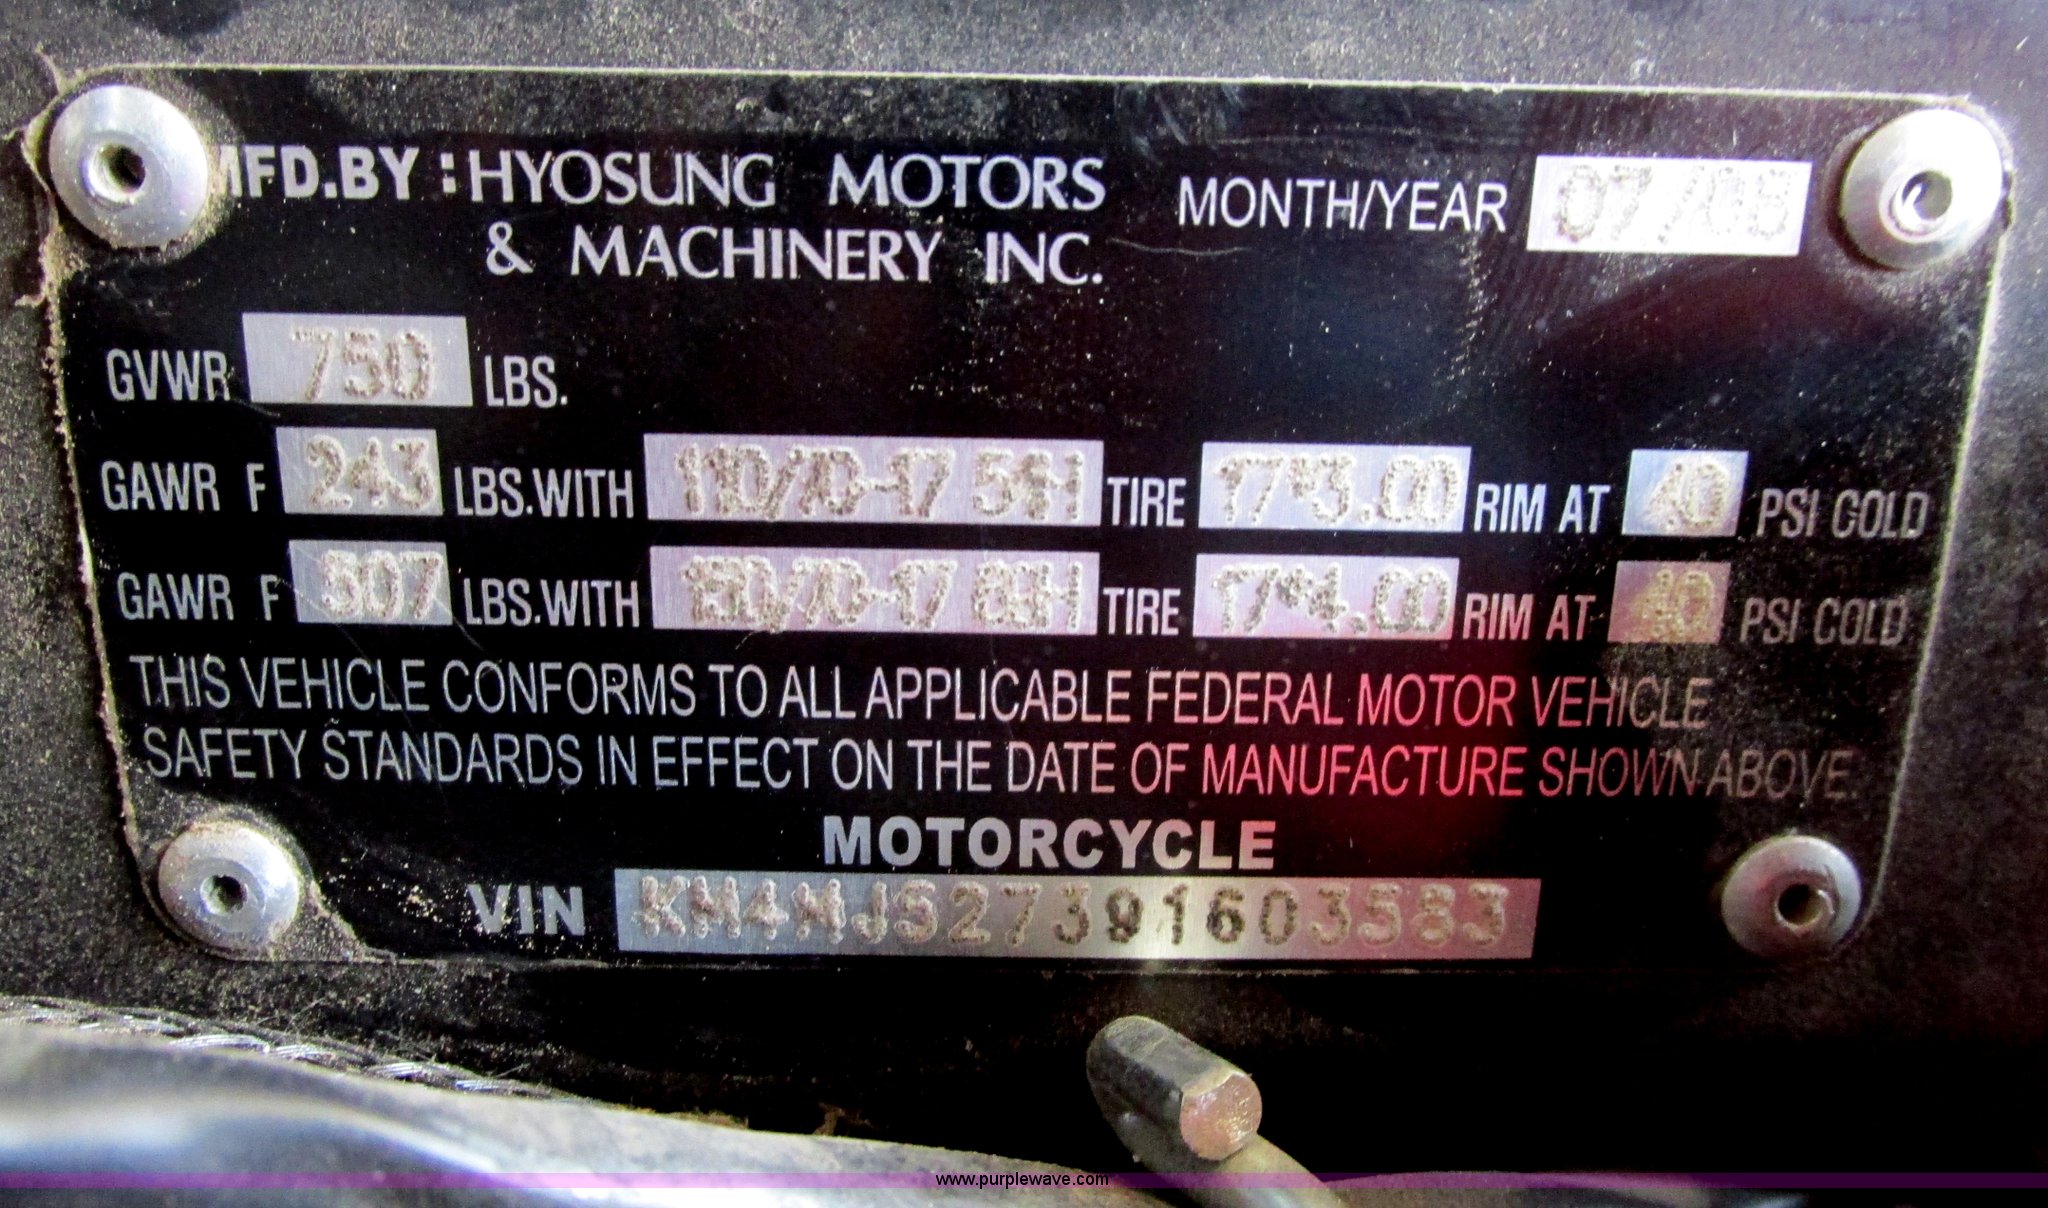 MFD.BY : HYOSUNG MOTORS
& MACHINERY INC.
MONTH/YEAR 07/08
GVWR 750 LBS.
GAWR F 243 LBS.WITH 110/70-17 54H TIRE 17*3.00 RIM AT 40 PSI COLD
GAWR F 507 LBS.WITH 150/70-17 TIRE 17*4.00 RIM AT 40 PSI COLD
THIS VEHICLE CONFORMS TO ALL APPLICABLE FEDERAL MOTOR VEHICLE
SAFETY STANDARDS IN EFFECT ON THE DATE OF MANUFACTURE SHOWN ABOVE.
MOTORCYCLE
VIN KM4MJS27391603583
www.purplewave.com